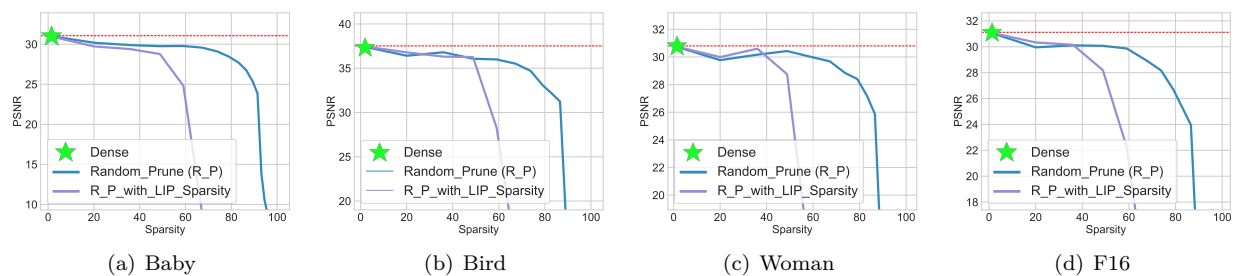 30
25
20
15
10
PSNR
Dense
Random_Prune (R_P)
R_P_with_LIP_Sparsity
0 20 40 60 80 100
Sparsity
(a) Baby
40
35
30
25
20
PSNR
Dense
Random_Prune (R_P)
R_P_with_LIP_Sparsity
0 20 40 60 80 100
Sparsity
(b) Bird
32
30
28
26
24
22
20
PSNR
Dense
Random_Prune (R_P)
R_P_with_LIP_Sparsity
0 20 40 60 80 100
Sparsity
(c) Woman
32
30
28
26
24
22
20
18
PSNR
Dense
Random_Prune (R_P)
R_P_with_LIP_Sparsity
0 20 40 60 80 100
Sparsity
(d) F16